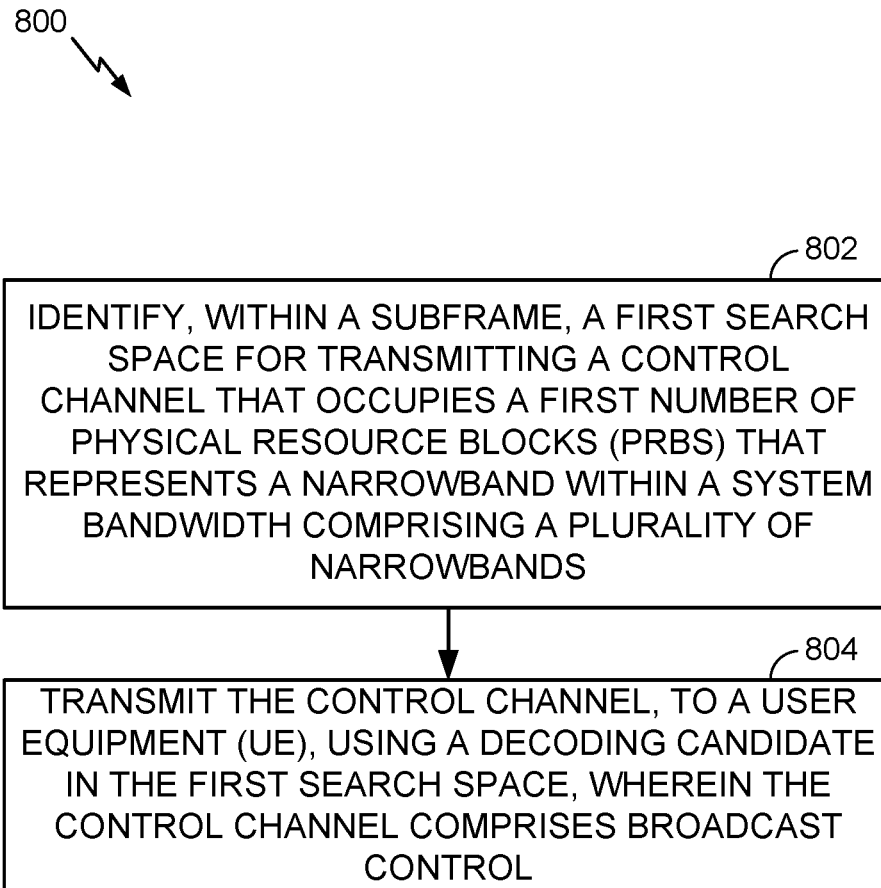 800
802
IDENTIFY, WITHIN A SUBFRAME, A FIRST SEARCH
SPACE FOR TRANSMITTING A CONTROL
CHANNEL THAT OCCUPIES A FIRST NUMBER OF
PHYSICAL RESOURCE BLOCKS (PRBS) THAT
REPRESENTS A NARROWBAND WITHIN A SYSTEM
BANDWIDTH COMPRISING A PLURALITY OF
NARROWBANDS
804
TRANSMIT THE CONTROL CHANNEL, TO A USER
EQUIPMENT (UE), USING A DECODING CANDIDATE
IN THE FIRST SEARCH SPACE, WHEREIN THE
CONTROL CHANNEL COMPRISES BROADCAST
CONTROL